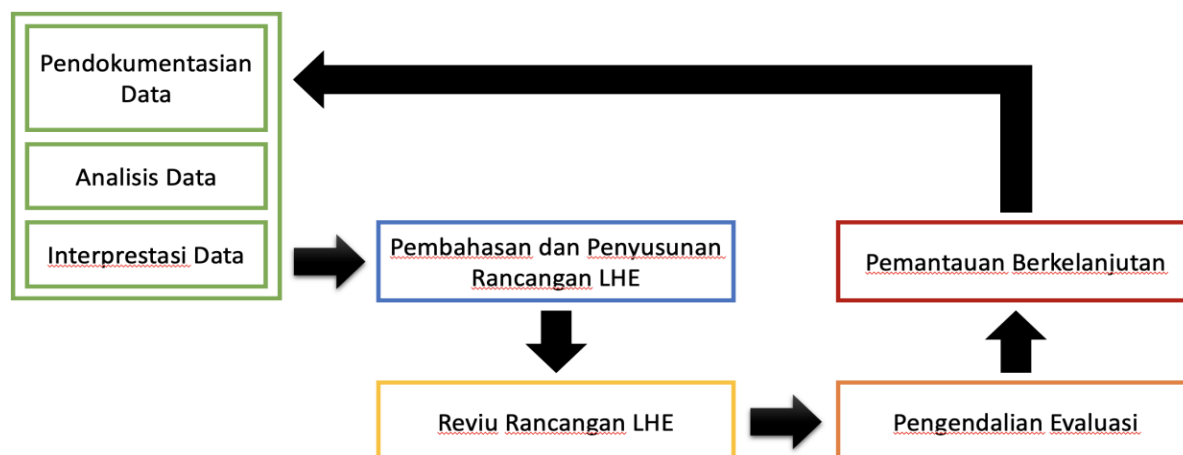 Pendokumentasian
Data
Analisis Data
Interprestasi Data
Pembahasan dan Penyusunan
Rancangan LHE
Pemantauan Berkelanjutan
Reviu Rancangan LHE
Pengendalian Evaluasi